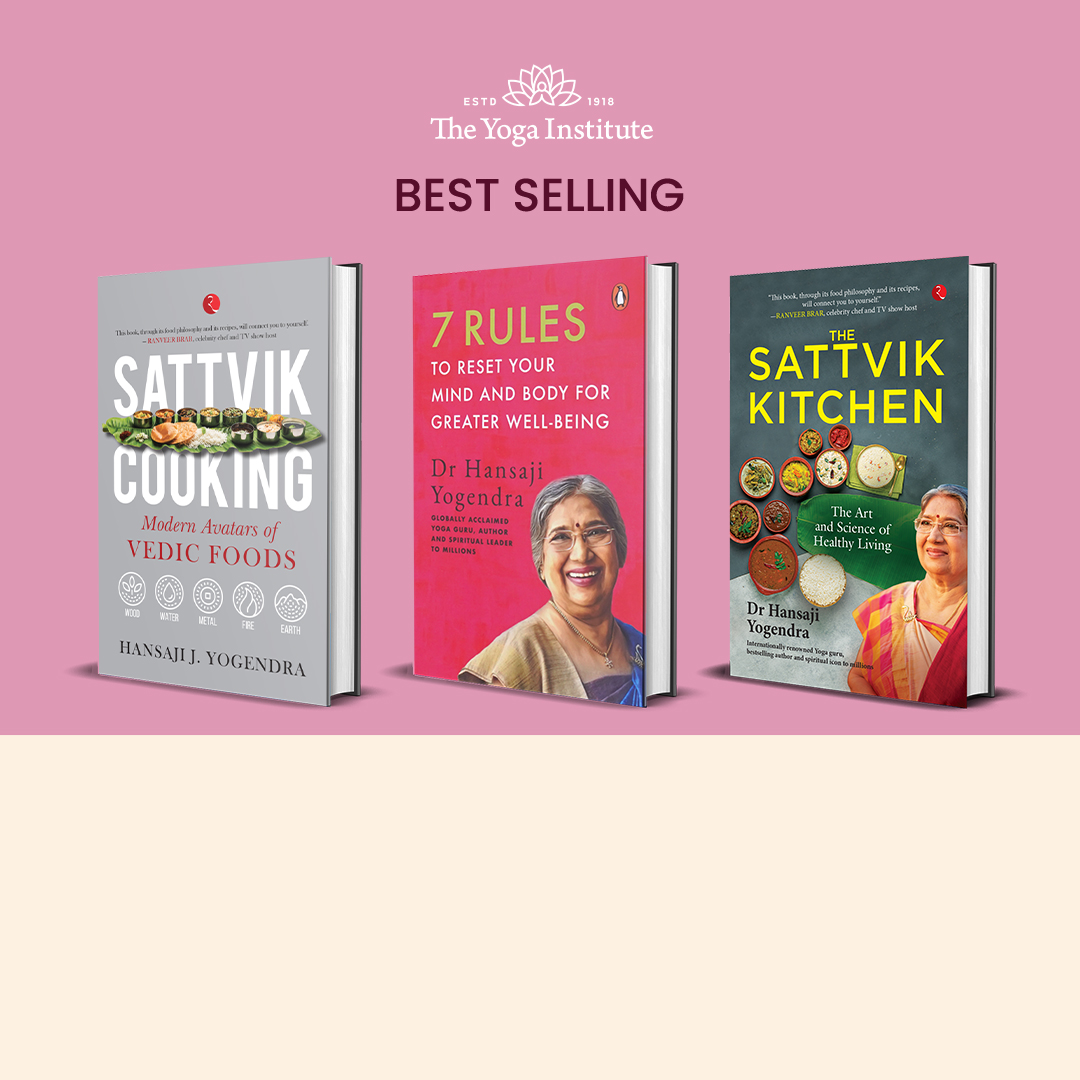 ESTD 1918
The Yoga Institute
BEST SELLING
"This book, through its food philosophy and its recipes, will connect you to yourself.
—RANVEER BRAR, celebrity chef and TV show host
SATTVIK
COOKING
Modern Avatars of
VEDIC FOODS
WOOD WATER METAL FIRE EARTH
HANSAJI J. YOGENDRA
7 RULES
TO RESET YOUR
MIND AND BODY FOR
GREATER WELL-BEING
Dr Hansaji
Yogendra
GLOBALLY ACCLAIMED
YOGA GURU, AUTHOR
AND SPIRITUAL LEADER
TO MILLIONS
"This book, through its food philosophy and its recipes,
will connect you to yourself."
—RANVEER BRAR, celebrity chef and TV show host
THE
SATTVIK
KITCHEN
The Art
and Science of
Healthy Living
Dr Hansaji
Yogendra
Internationally renowned Yoga guru,
bestselling author and spiritual icon to millions